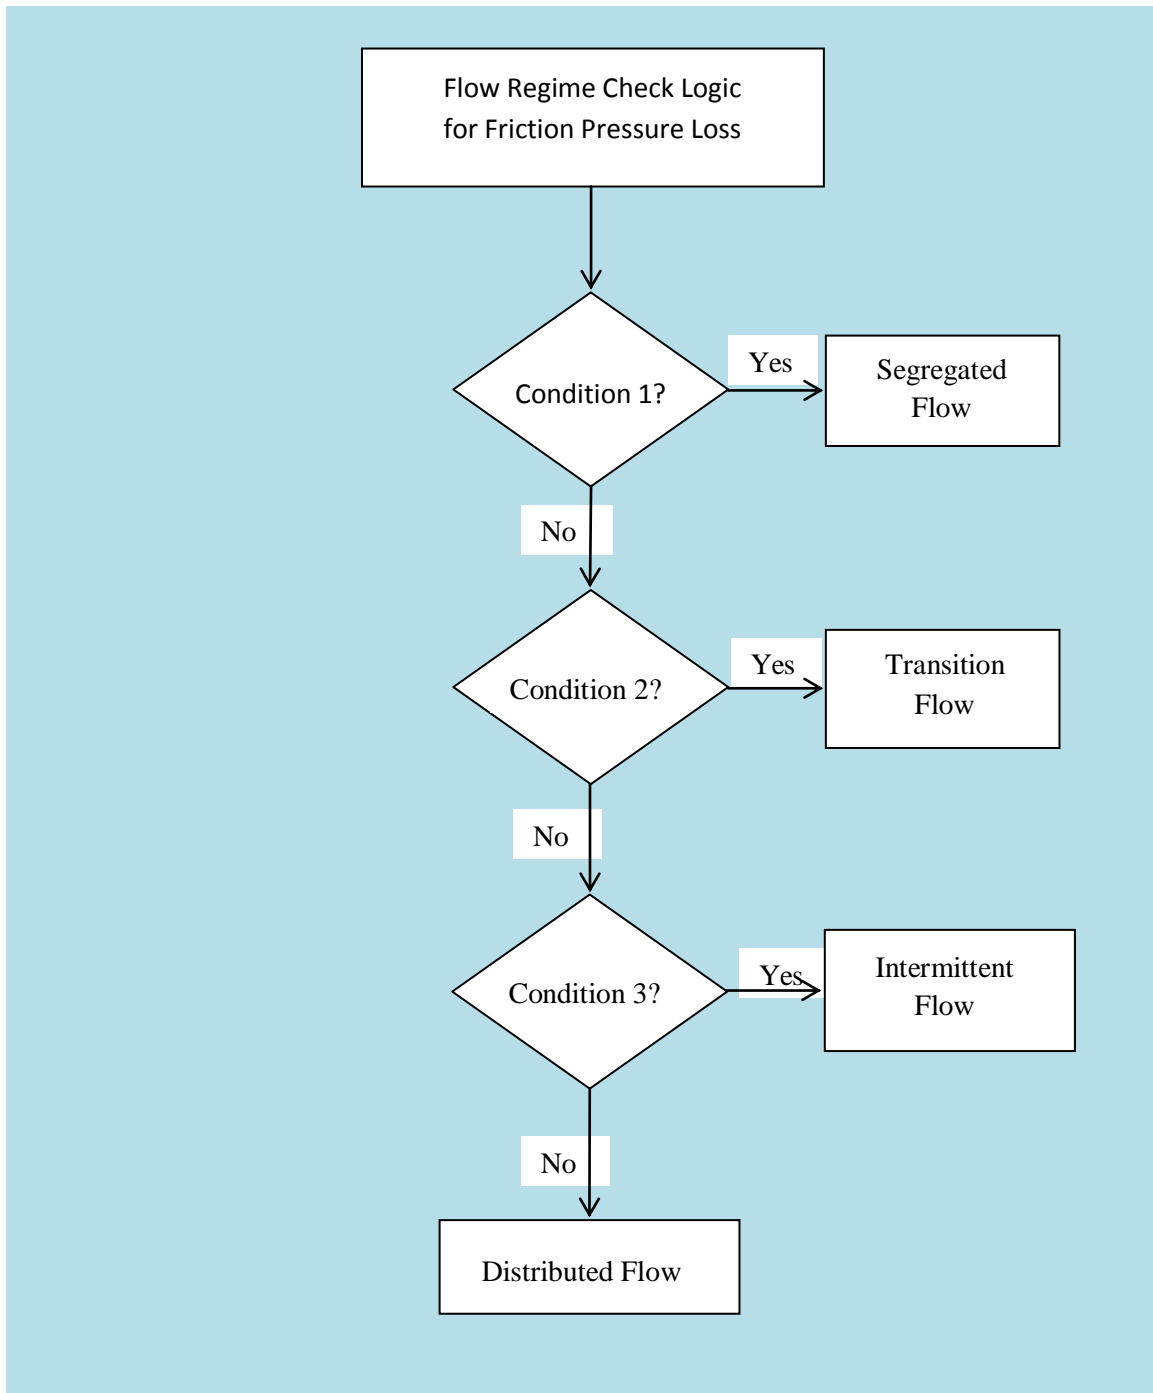 Flow Regime Check Logic
for Friction Pressure Loss
Condition 1?
Yes
Segregated
Flow
No
Condition 2?
Yes
Transition
Flow
No
Condition 3?
Yes
Intermittent
Flow
No
Distributed Flow